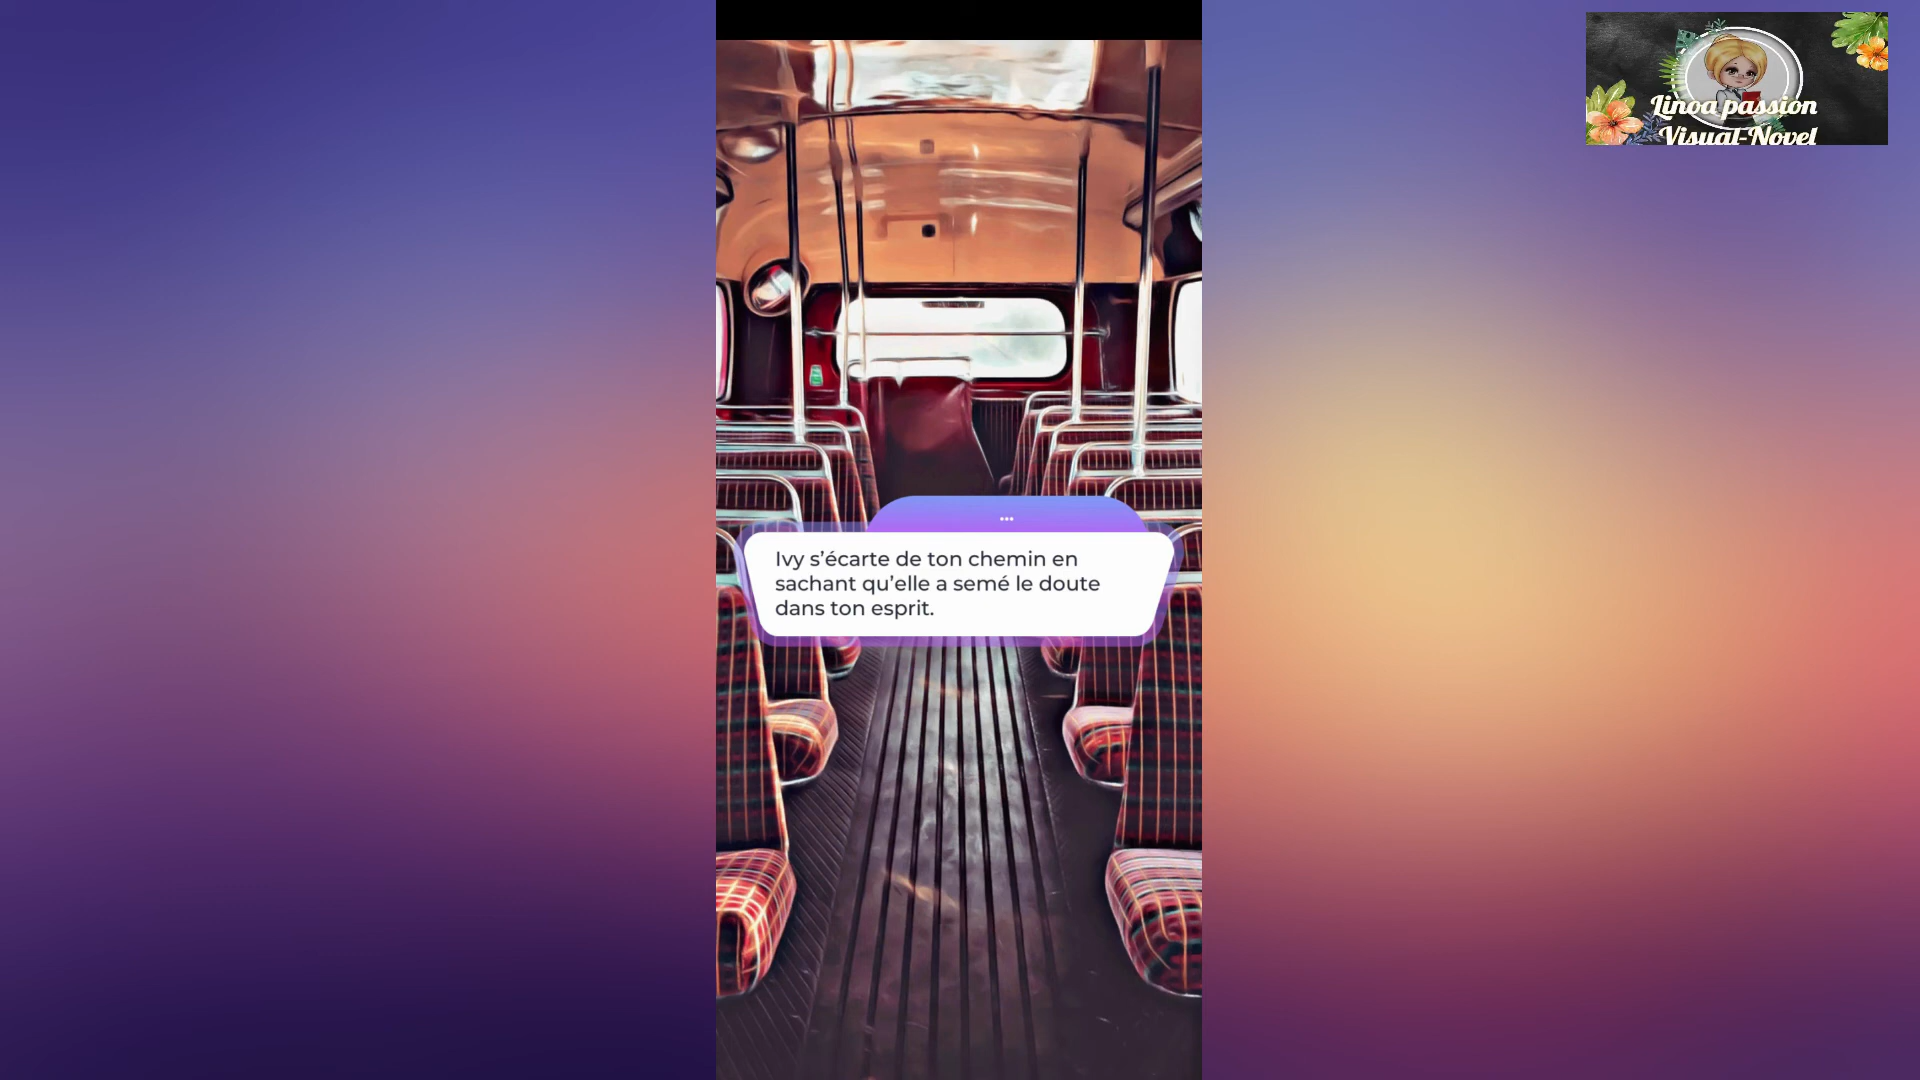 Linoa passion
Visual-Novel
...
Ivy s’écarte de ton chemin en
sachant qu’elle a semé le doute
dans ton esprit.